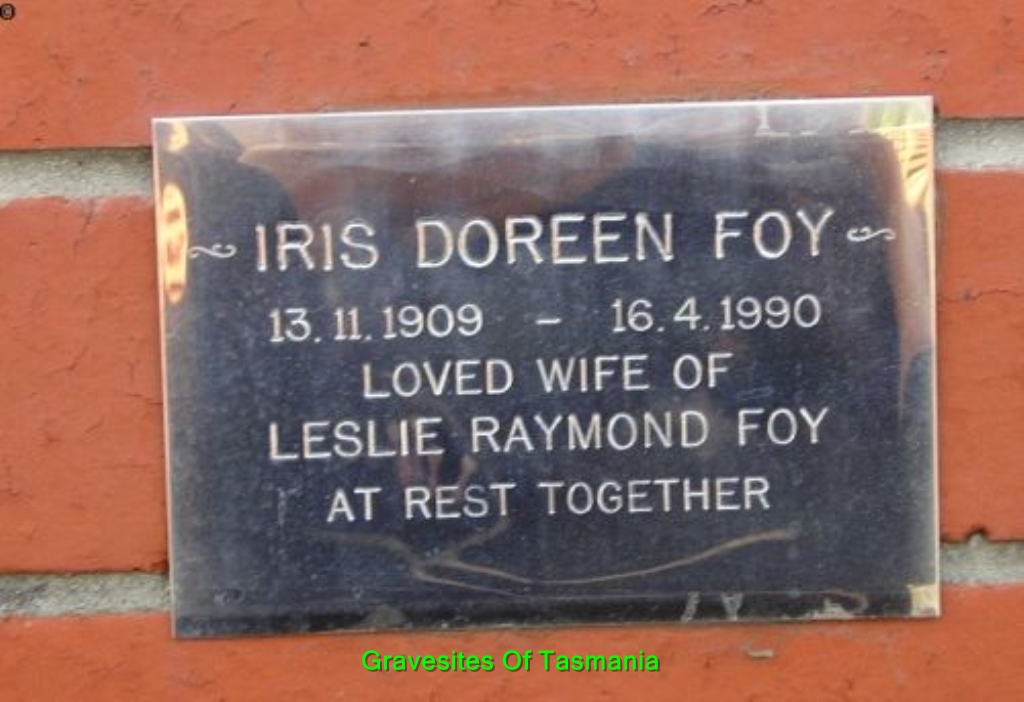 IRIS DOREEN FOY
13.11.1909 - 16.4.1990
LOVED WIFE OF
LESLIE RAYMOND FOY
AT REST TOGETHER
Gravesites Of Tasmania